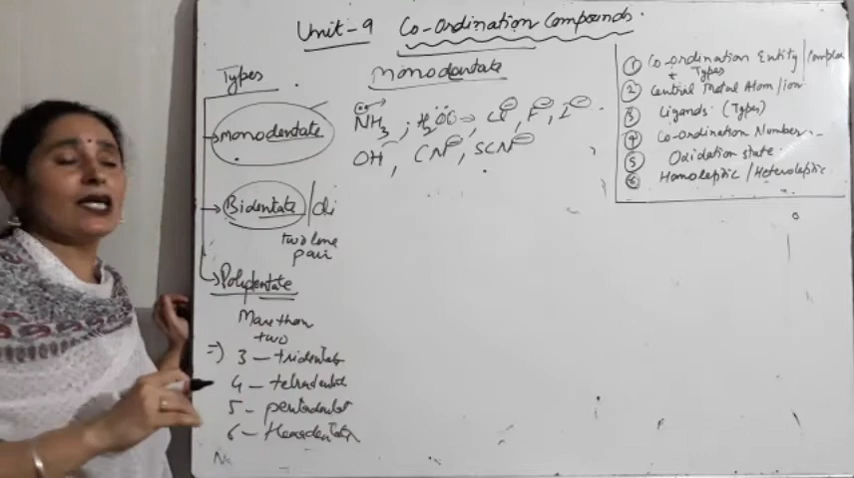 Unit-9 Co-Ordination Compounds.
Types
monodentate
Bidentate / di
two lone
pair
Polydentate
More than
two
=) 3 - tridentate
4 - tetradentate
5 - pentadentate
6 - Hexadentate
monodentate
NH3, H2O, Cl⊖, F⊖, I⊖.
OH⁻, CN⊖, SCN⊖
① Co-ordination Entity/Complex
+ Types
② Central Metal Atom/ion
③ Ligands (Types)
④ Co-ordination Number
⑤ Oxidation state
⑥ Homoleptic / Heteroleptic